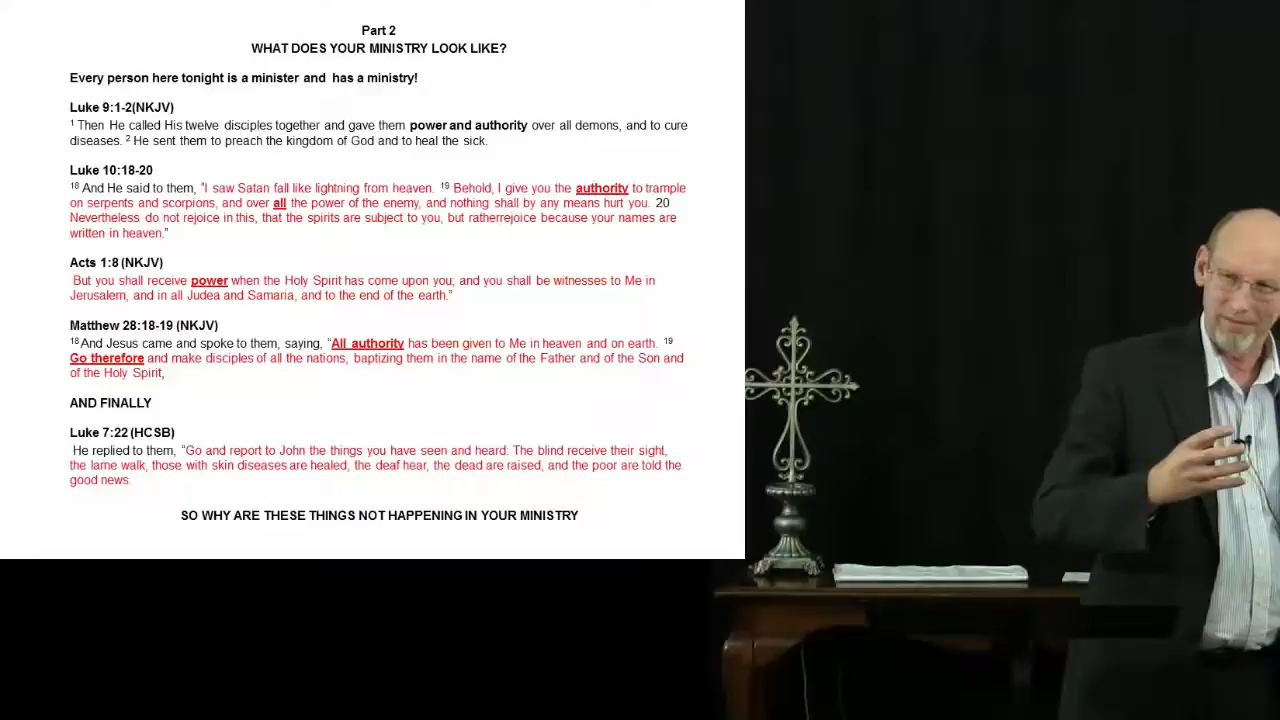 Part 2
WHAT DOES YOUR MINISTRY LOOK LIKE?
Every person here tonight is a minister and has a ministry!
Luke 9:1-2(NKJV)
1 Then He called His twelve disciples together and gave them power and authority over all demons, and to cure
diseases. 2 He sent them to preach the kingdom of God and to heal the sick.
Luke 10:18-20
18 And He said to them, "I saw Satan fall like lightning from heaven. 19 Behold, I give you the authority to trample
on serpents and scorpions, and over all the power of the enemy, and nothing shall by any means hurt you. 20
Nevertheless do not rejoice in this, that the spirits are subject to you, but ratherrejoice because your names are
written in heaven."
Acts 1:8 (NKJV)
But you shall receive power when the Holy Spirit has come upon you; and you shall be witnesses to Me in
Jerusalem, and in all Judea and Samaria, and to the end of the earth."
Matthew 28:18-19 (NKJV)
18 And Jesus came and spoke to them, saying, "All authority has been given to Me in heaven and on earth. 19
Go therefore and make disciples of all the nations, baptizing them in the name of the Father and of the Son and
of the Holy Spirit,
AND FINALLY
Luke 7:22 (HCSB)
He replied to them, "Go and report to John the things you have seen and heard: The blind receive their sight,
the lame walk, those with skin diseases are healed, the deaf hear, the dead are raised, and the poor are told the
good news.
SO WHY ARE THESE THINGS NOT HAPPENING IN YOUR MINISTRY